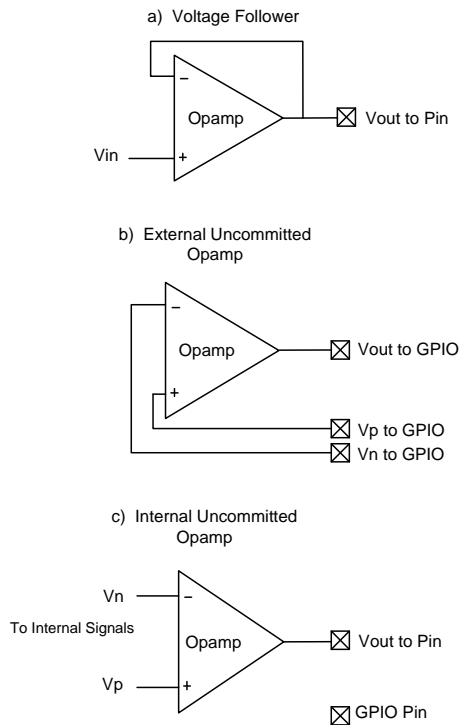 a) Voltage Follower
−
Opamp
Vout to Pin
Vin
+
b) External Uncommitted
Opamp
−
Opamp
Vout to GPIO
+
Vp to GPIO
Vn to GPIO
c) Internal Uncommitted
Opamp
Vn
−
To Internal Signals
Opamp
Vout to Pin
Vp
+
GPIO Pin